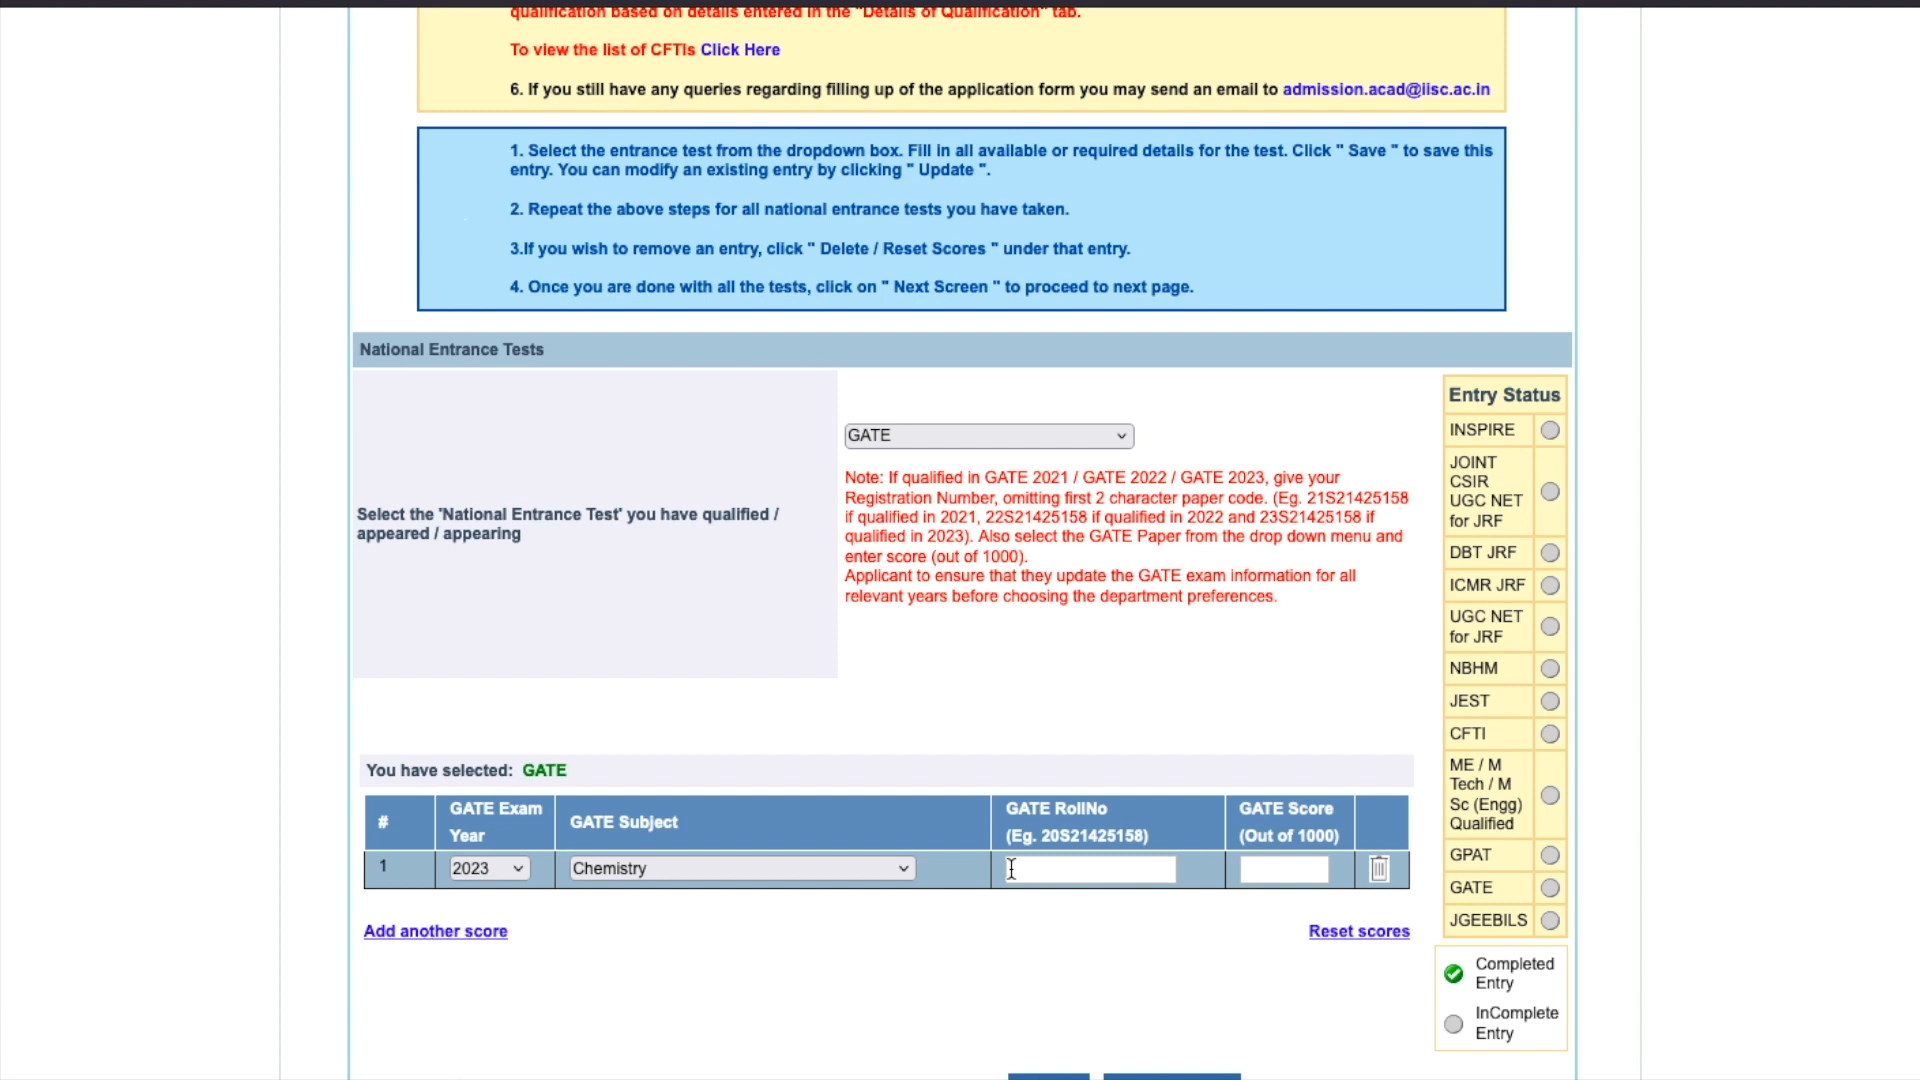 qualification based on details entered in the "Details of Qualification" tab.
To view the list of CFTIs Click Here
6. If you still have any queries regarding filling up of the application form you may send an email to admission.acad@iisc.ac.in
1. Select the entrance test from the dropdown box. Fill in all available or required details for the test. Click " Save " to save this
entry. You can modify an existing entry by clicking " Update ".
2. Repeat the above steps for all national entrance tests you have taken.
3.If you wish to remove an entry, click " Delete / Reset Scores " under that entry.
4. Once you are done with all the tests, click on " Next Screen " to proceed to next page.
National Entrance Tests
Select the 'National Entrance Test' you have qualified /
appeared / appearing
GATE
Note: If qualified in GATE 2021 / GATE 2022 / GATE 2023, give your
Registration Number, omitting first 2 character paper code. (Eg. 21S21425158
if qualified in 2021, 22S21425158 if qualified in 2022 and 23S21425158 if
qualified in 2023). Also select the GATE Paper from the drop down menu and
enter score (out of 1000).
Applicant to ensure that they update the GATE exam information for all
relevant years before choosing the department preferences.
Entry Status
INSPIRE
JOINT
CSIR
UGC NET
for JRF
DBT JRF
ICMR JRF
UGC NET
for JRF
NBHM
JEST
CFTI
ME / M
Tech / M
Sc (Engg)
Qualified
GPAT
GATE
JGEEBILS
Completed
Entry
InComplete
Entry
You have selected: GATE
#
GATE Exam
Year
GATE Subject
GATE RollNo
(Eg. 20S21425158)
GATE Score
(Out of 1000)
1
2023
Chemistry
Add another score
Reset scores